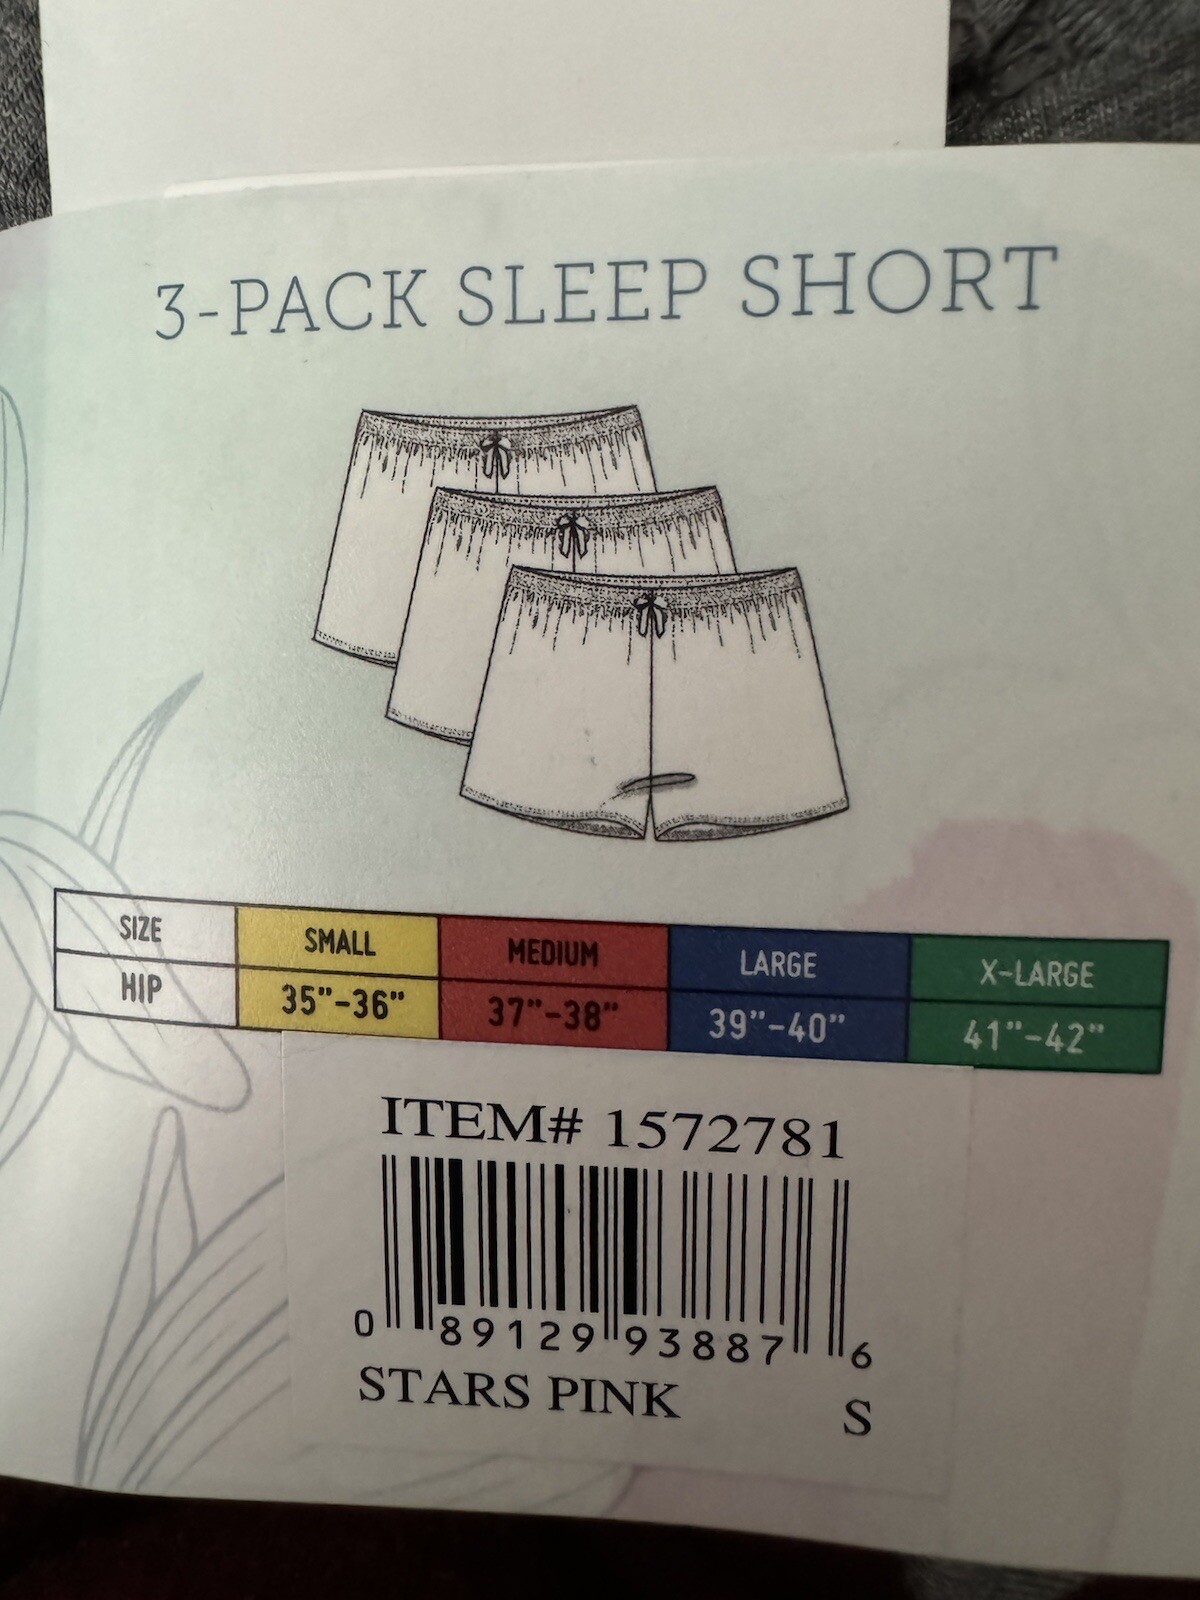 3-PACK SLEEP SHORT
SIZE SMALL MEDIUM LARGE X-LARGE
HIP 35"-36" 37"-38" 39"-40" 41"-42"
ITEM# 1572781
0 89129 93887 6
STARS PINK S